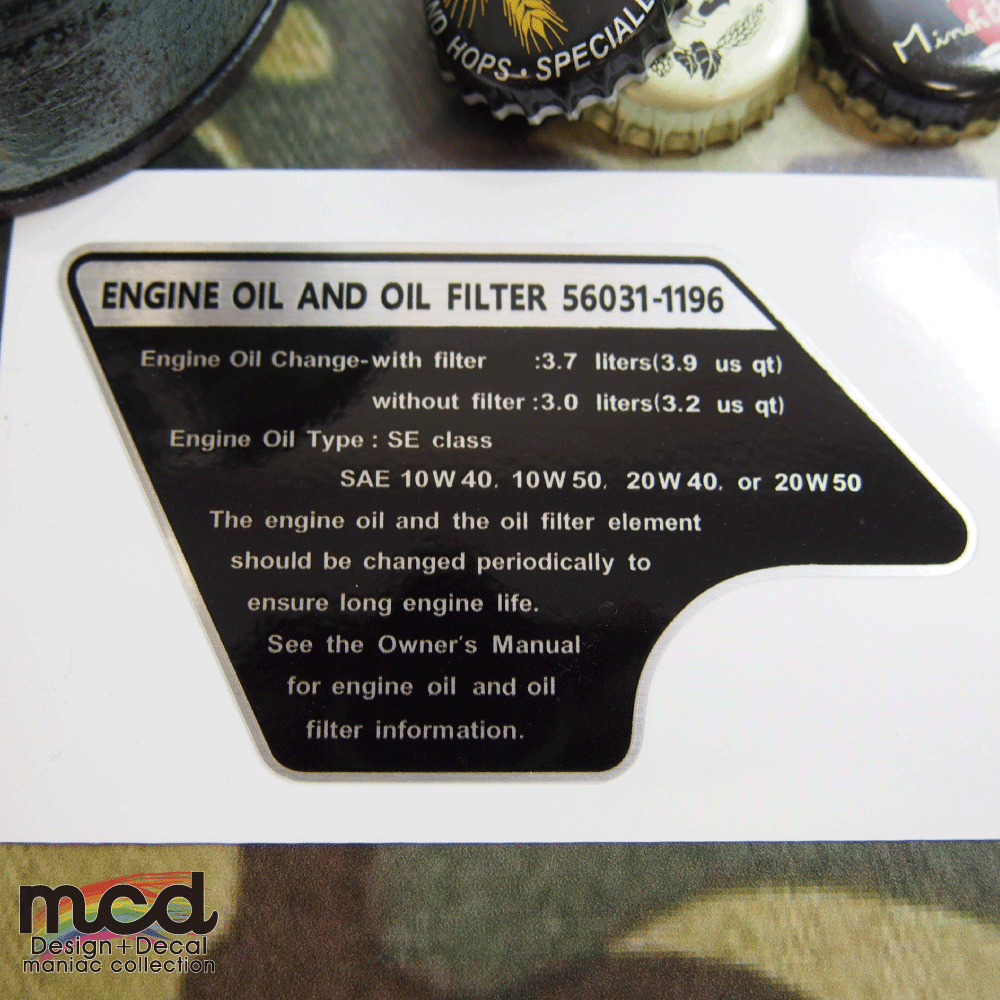 ND HOPS · SPECIALL
ENGINE OIL AND OIL FILTER 56031-1196
Engine Oil Change-with filter :3.7 liters(3.9 us qt)
without filter :3.0 liters(3.2 us qt)
Engine Oil Type : SE class
SAE 10W40, 10W50, 20W40, or 20W50
The engine oil and the oil filter element
should be changed periodically to
ensure long engine life.
See the Owner's Manual
for engine oil and oil
filter information.
mcd
Design+Decal
maniac collection